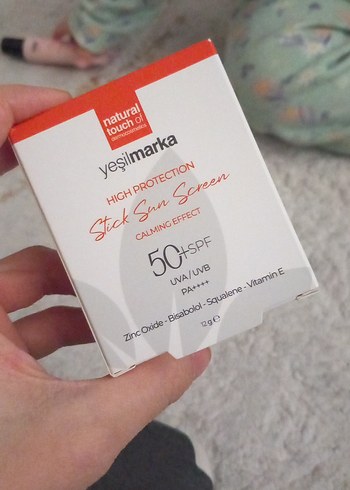 natural
touch of
dermocosmetics
yeşilmarka
HIGH PROTECTION
Stick Sun Screen
CALMING EFFECT
50+SPF
UVA / UVB
PA++++
Zinc Oxide - Bisabolol - Squalene - Vitamin E
12 g ℮